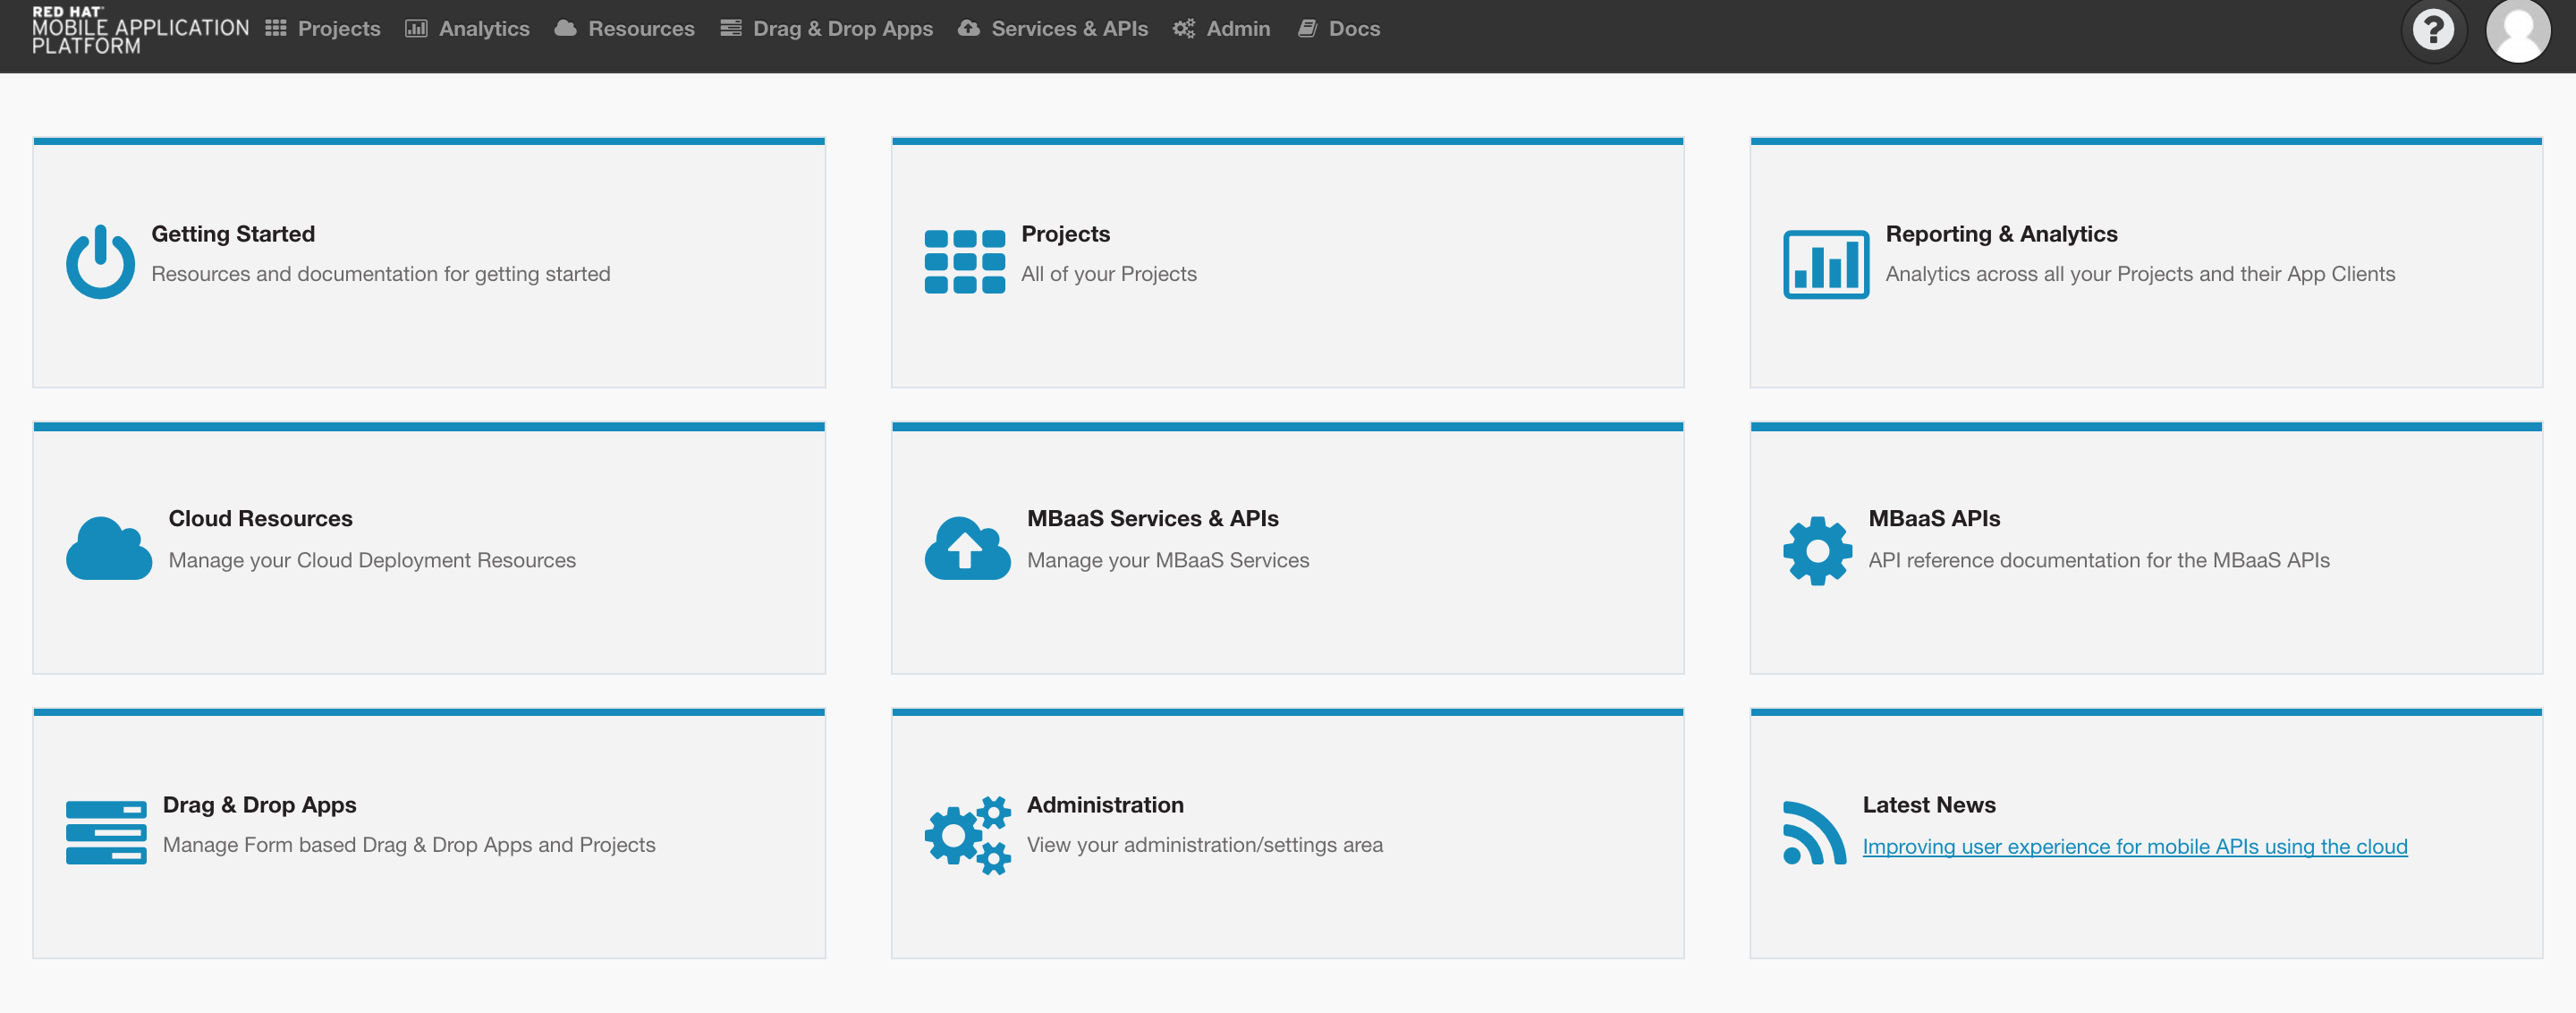 RED HAT
MOBILE APPLICATION
PLATFORM
Projects
Analytics
Resources
Drag & Drop Apps
Services & APIs
Admin
Docs
?
Getting Started
Resources and documentation for getting started
Projects
All of your Projects
Reporting & Analytics
Analytics across all your Projects and their App Clients
Cloud Resources
Manage your Cloud Deployment Resources
MBaaS Services & APIs
Manage your MBaaS Services
MBaaS APIs
API reference documentation for the MBaaS APIs
Drag & Drop Apps
Manage Form based Drag & Drop Apps and Projects
Administration
View your administration/settings area
Latest News
Improving user experience for mobile APIs using the cloud